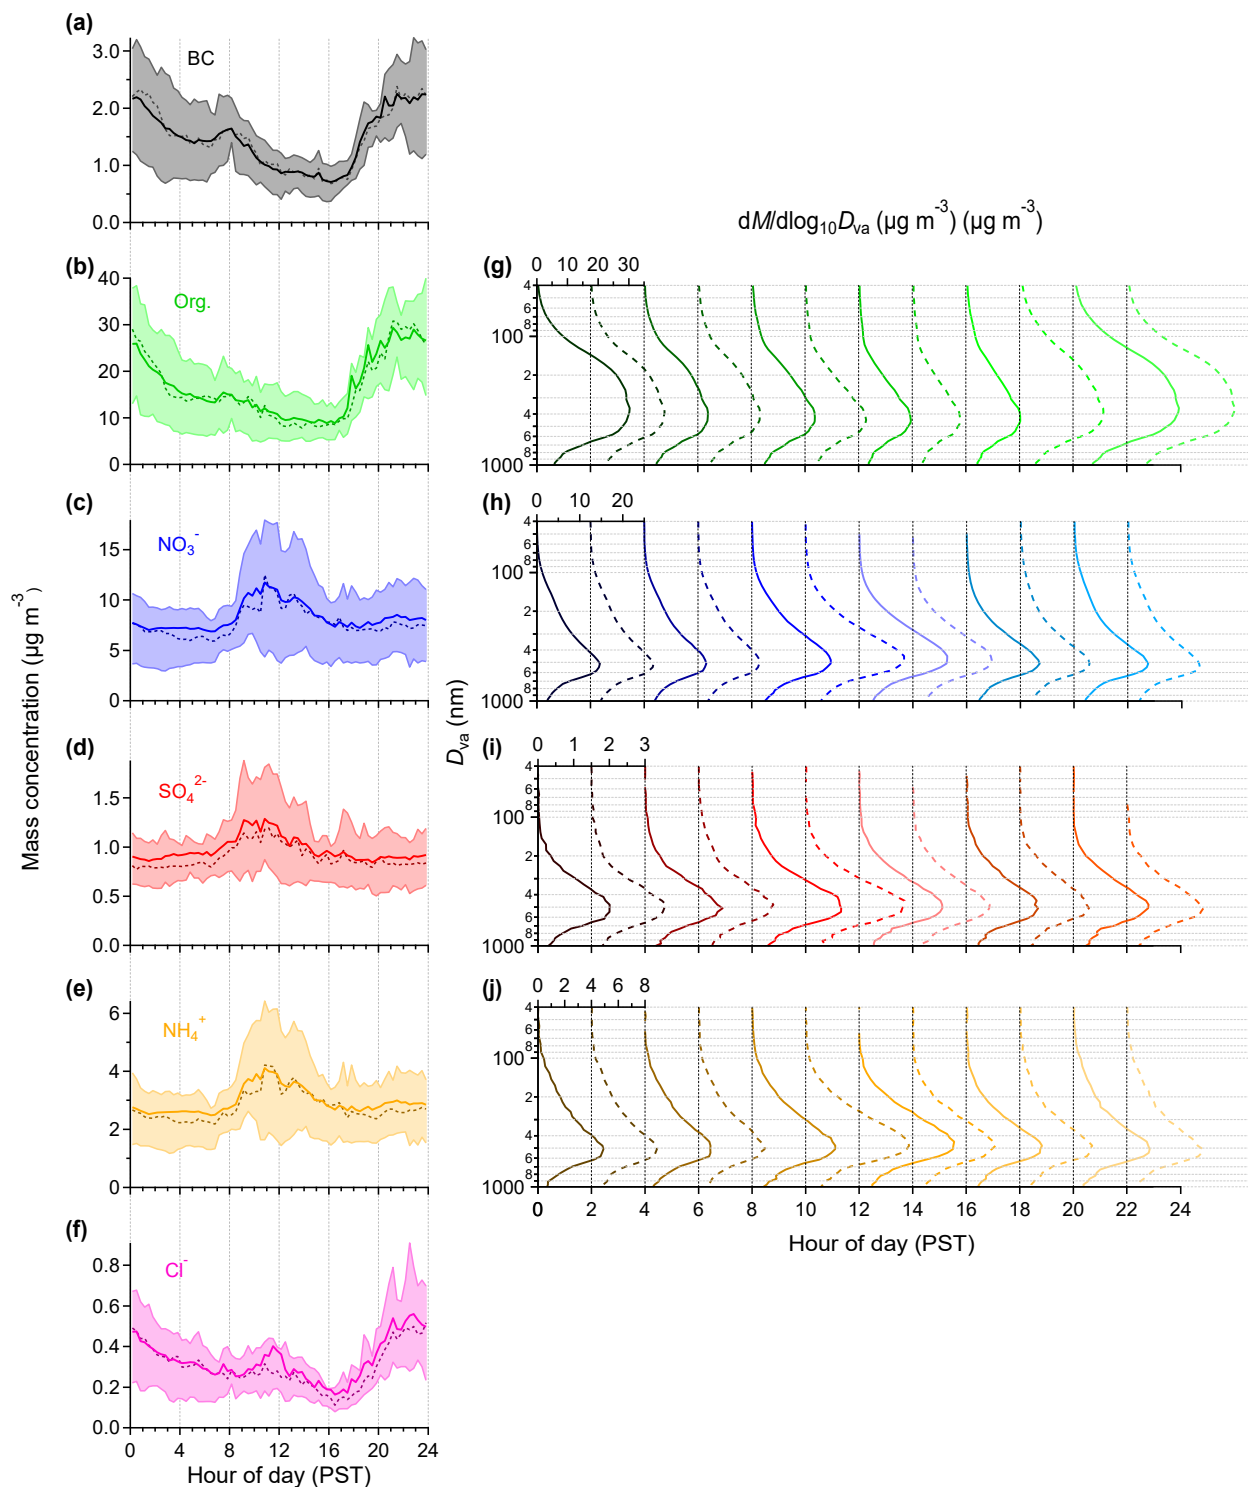 (a)
BC
3.0
2.0
1.0
0.0
(b)
Org.
40
30
20
10
0
(c)
NO₃⁻
15
10
5
0
(d)
SO₄²⁻
1.5
1.0
0.5
0.0
(e)
NH₄⁺
6
4
2
0
(f)
Cl⁻
0.8
0.6
0.4
0.2
0.0
0 4 8 12 16 20 24
Hour of day (PST)
Mass concentration (µg m⁻³)
dM/dlog₁₀Dva (µg m⁻³) (µg m⁻³)
(g)
0 10 20 30
4
6
8
100
2
4
6
8
1000
(h)
0 10 20
4
6
8
100
2
4
6
8
1000
(i)
0 1 2 3
4
6
8
100
2
4
6
8
1000
(j)
0 2 4 6 8
4
6
8
100
2
4
6
8
1000
0
0 2 4 6 8 10 12 14 16 18 20 22 24
Hour of day (PST)
Dva (nm)